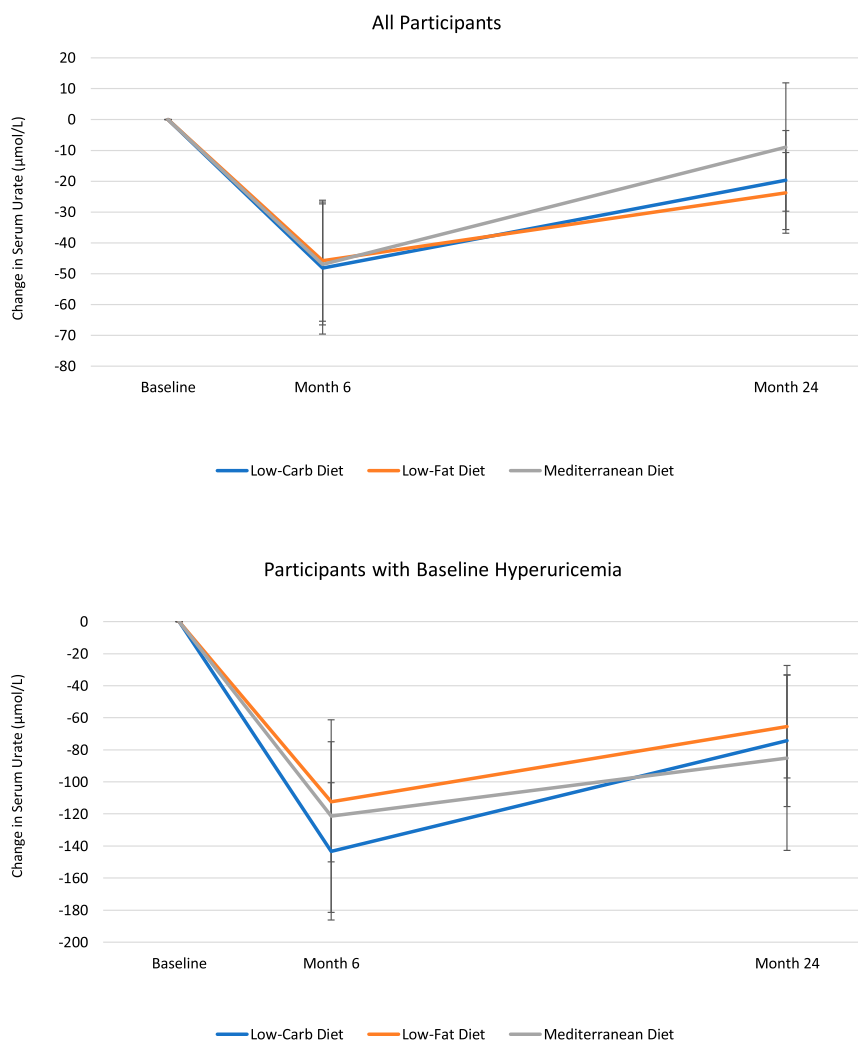 All Participants
20
10
0
-10
-20
-30
-40
-50
-60
-70
-80
Change in Serum Urate (µmol/L)
Baseline Month 6 Month 24
Low-Carb Diet Low-Fat Diet Mediterranean Diet
Participants with Baseline Hyperuricemia
0
-20
-40
-60
-80
-100
-120
-140
-160
-180
-200
Change in Serum Urate (µmol/L)
Baseline Month 6 Month 24
Low-Carb Diet Low-Fat Diet Mediterranean Diet